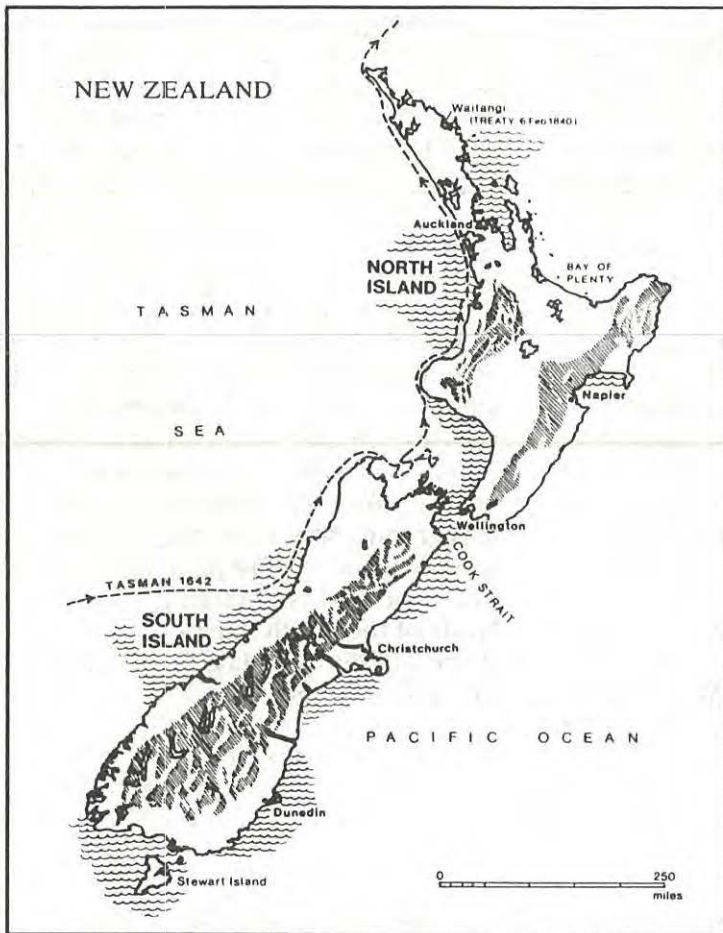 NEW ZEALAND
Waitangi
(TREATY 6 Feb 1840)
Auckland
NORTH
ISLAND
BAY OF
PLENTY
TASMAN
SEA
Napier
Wellington
COOK STRAIT
TASMAN 1642
SOUTH
ISLAND
Christchurch
PACIFIC OCEAN
Dunedin
Stewart Island
0 250
miles